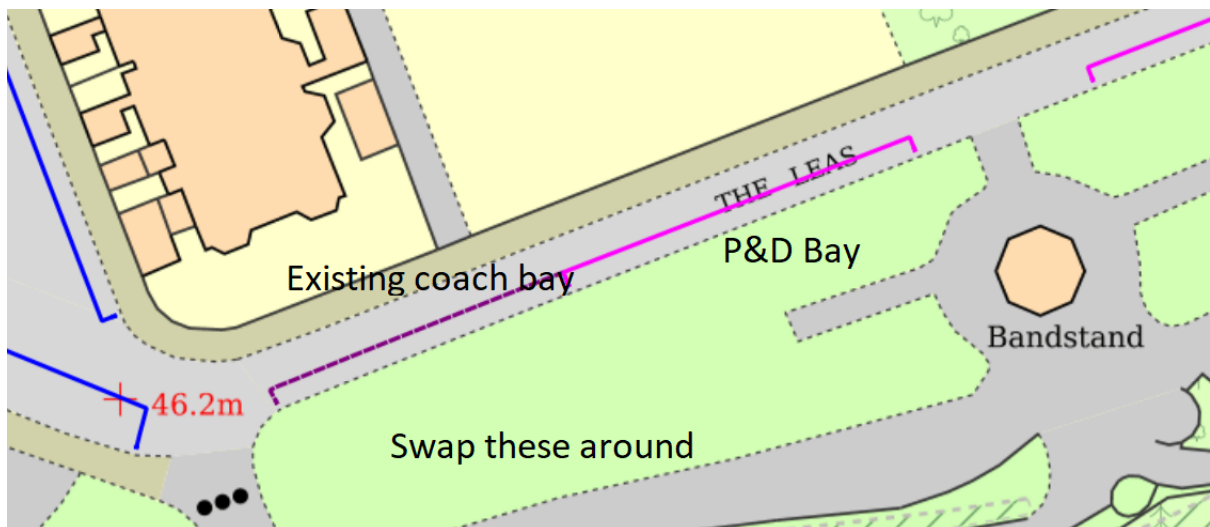 THE LEAS
P&D Bay
Existing coach bay
Bandstand
46.2m
Swap these around